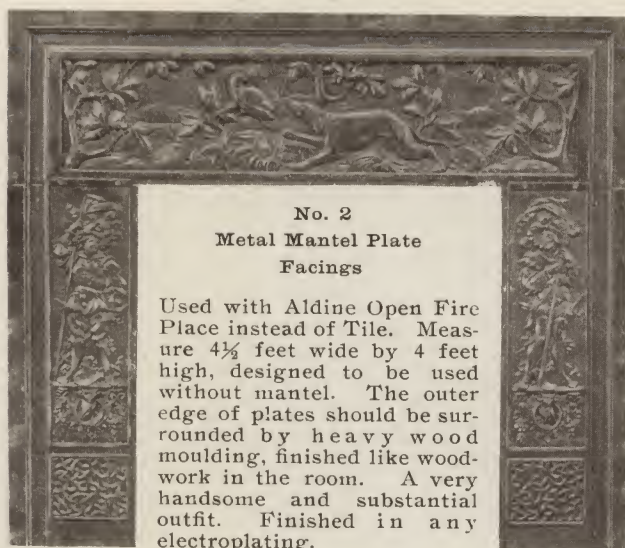 No. 2
Metal Mantel Plate
Facings
Used with Aldine Open Fire
Place instead of Tile. Meas-
ure 4½ feet wide by 4 feet
high, designed to be used
without mantel. The outer
edge of plates should be sur-
rounded by heavy wood
moulding, finished like wood-
work in the room. A very
handsome and substantial
outfit. Finished in any
electroplating.